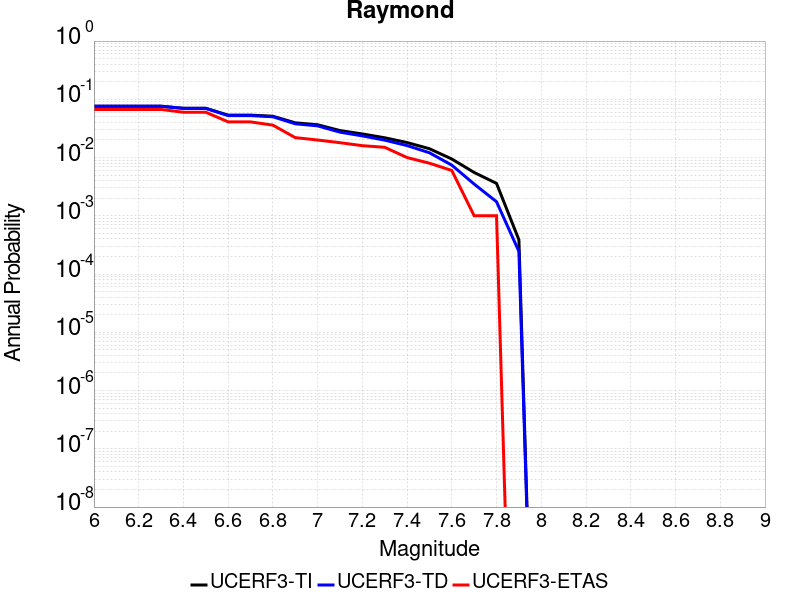 Raymond
10^0
10^-1
10^-2
10^-3
10^-4
10^-5
10^-6
10^-7
10^-8
Annual Probability
6 6.2 6.4 6.6 6.8 7 7.2 7.4 7.6 7.8 8 8.2 8.4 8.6 8.8 9
Magnitude
UCERF3-TI UCERF3-TD UCERF3-ETAS